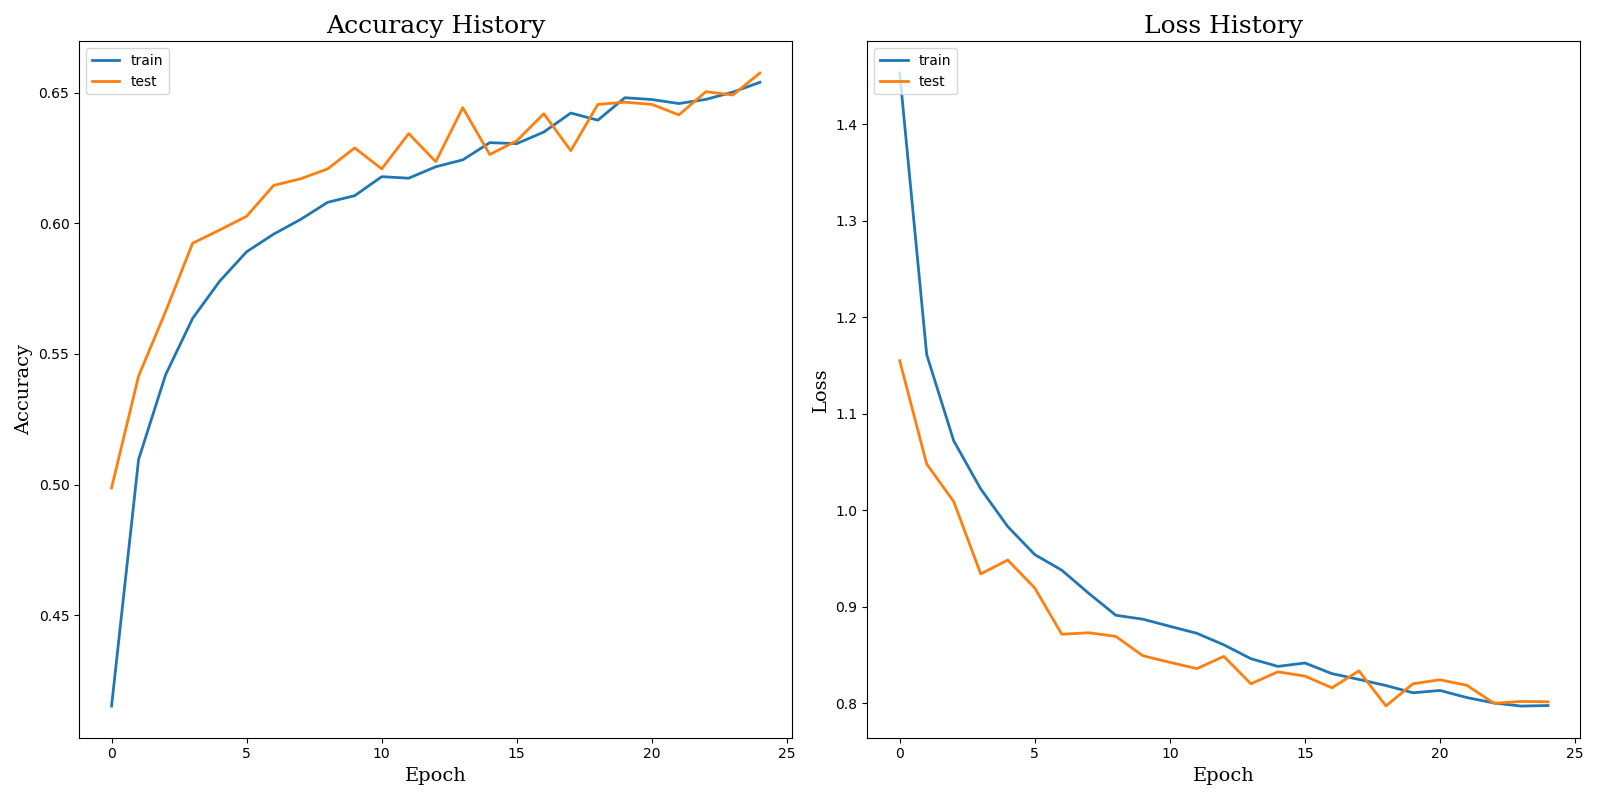 Accuracy History
train
test
0.65
0.60
0.55
0.50
0.45
Accuracy
0 5 10 15 20 25
Epoch
Loss History
train
test
1.4
1.3
1.2
1.1
1.0
0.9
0.8
Loss
0 5 10 15 20 25
Epoch